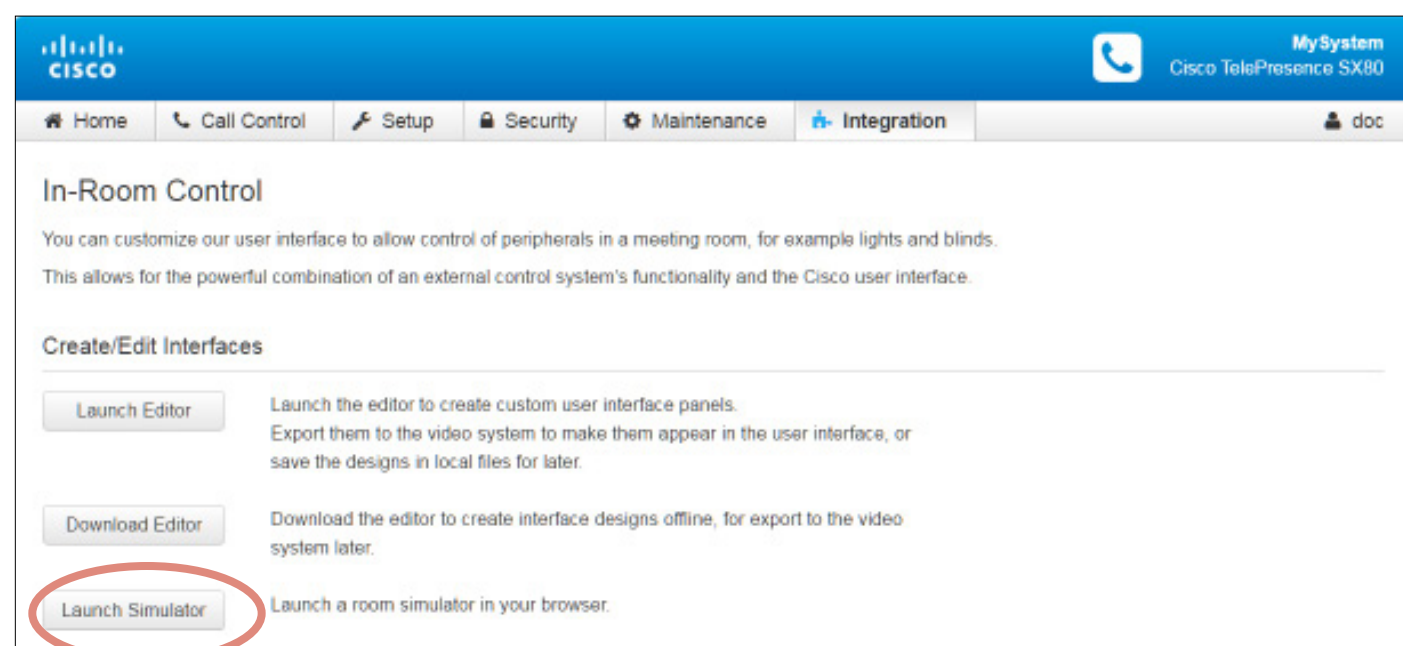 CISCO
MySystem
Cisco TelePresence SX80
Home Call Control Setup Security Maintenance Integration doc
In-Room Control
You can customize our user interface to allow control of peripherals in a meeting room, for example lights and blinds.
This allows for the powerful combination of an external control system's functionality and the Cisco user interface.
Create/Edit Interfaces
Launch Editor
Launch the editor to create custom user interface panels.
Export them to the video system to make them appear in the user interface, or
save the designs in local files for later.
Download Editor
Download the editor to create interface designs offline, for export to the video
system later.
Launch Simulator
Launch a room simulator in your browser.